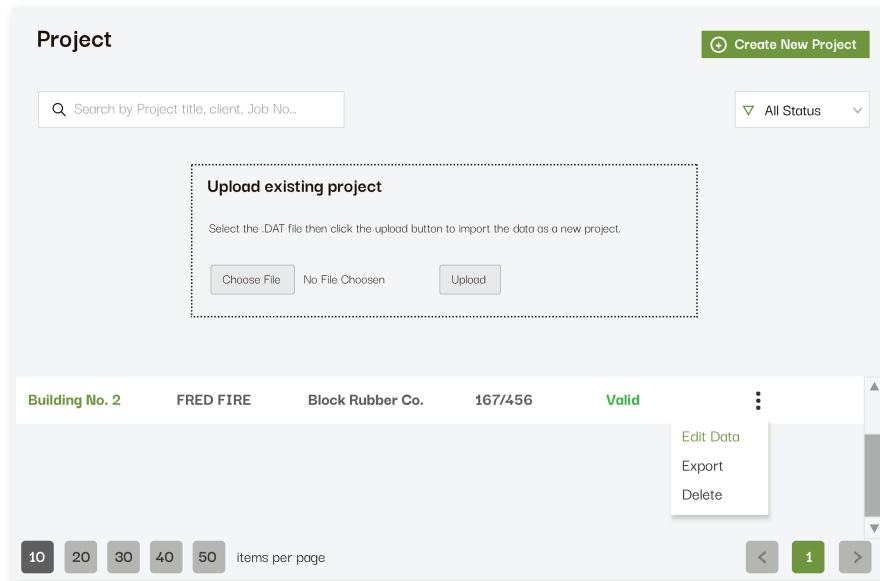 Project
Create New Project
Search by Project title, client, Job No...
All Status
Upload existing project
Select the .DAT file then click the upload button to import the data as a new project.
Choose File No File Choosen Upload
Building No. 2 FRED FIRE Block Rubber Co. 167/456 Valid
Edit Data
Export
Delete
10 20 30 40 50 items per page 1